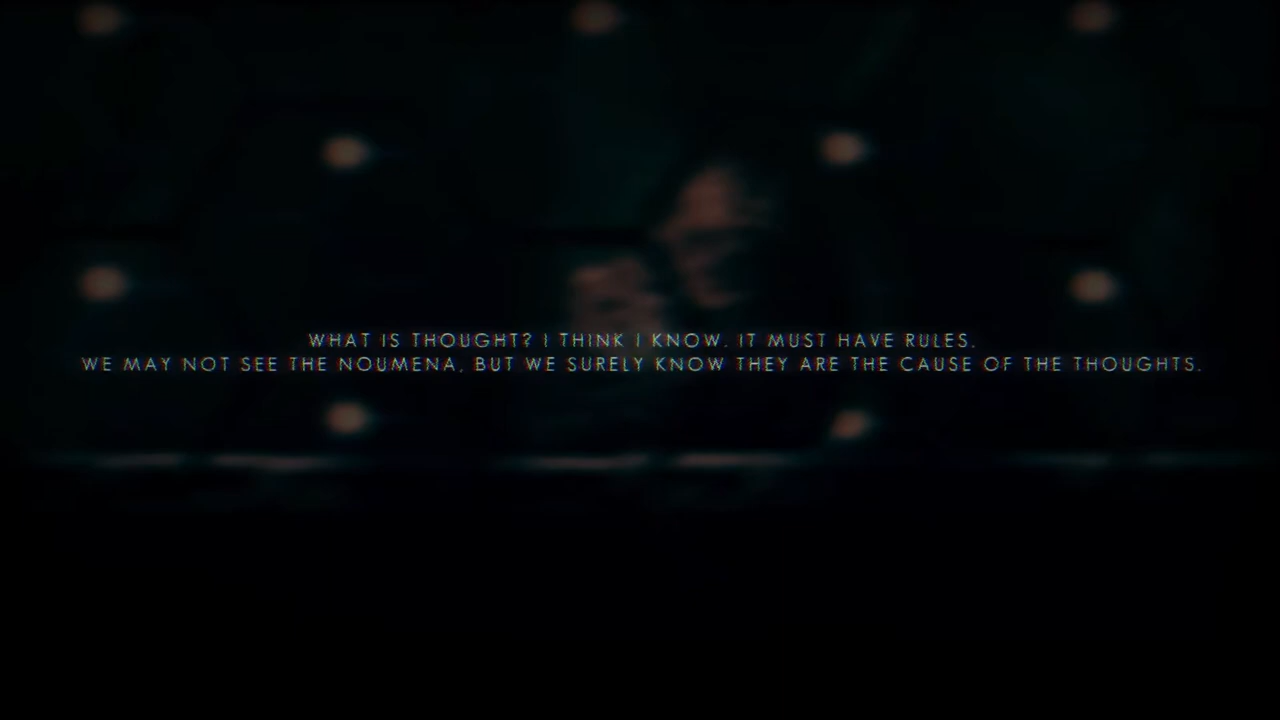 WHAT IS THOUGHT? I THINK I KNOW. IT MUST HAVE RULES.
WE MAY NOT SEE THE NOUMENA, BUT WE SURELY KNOW THEY ARE THE CAUSE OF THE THOUGHTS.